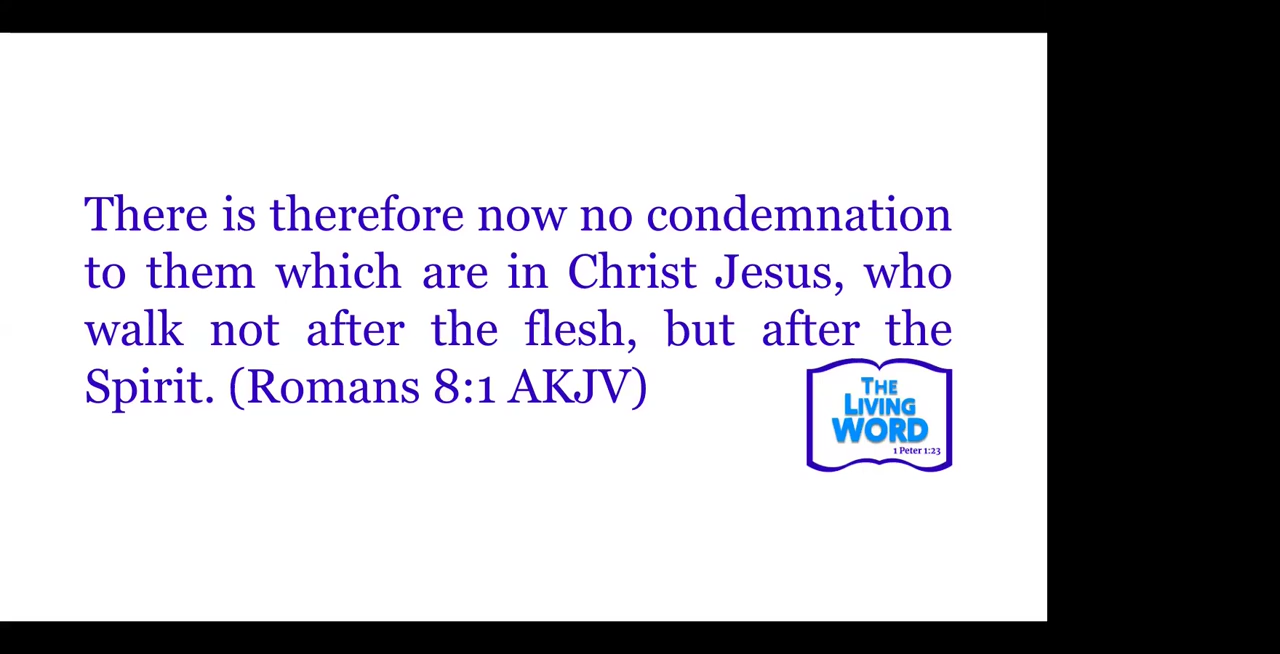 There is therefore now no condemnation
to them which are in Christ Jesus, who
walk not after the flesh, but after the
Spirit. (Romans 8:1 AKJV)
THE
LIVING
WORD
1 Peter 1:23